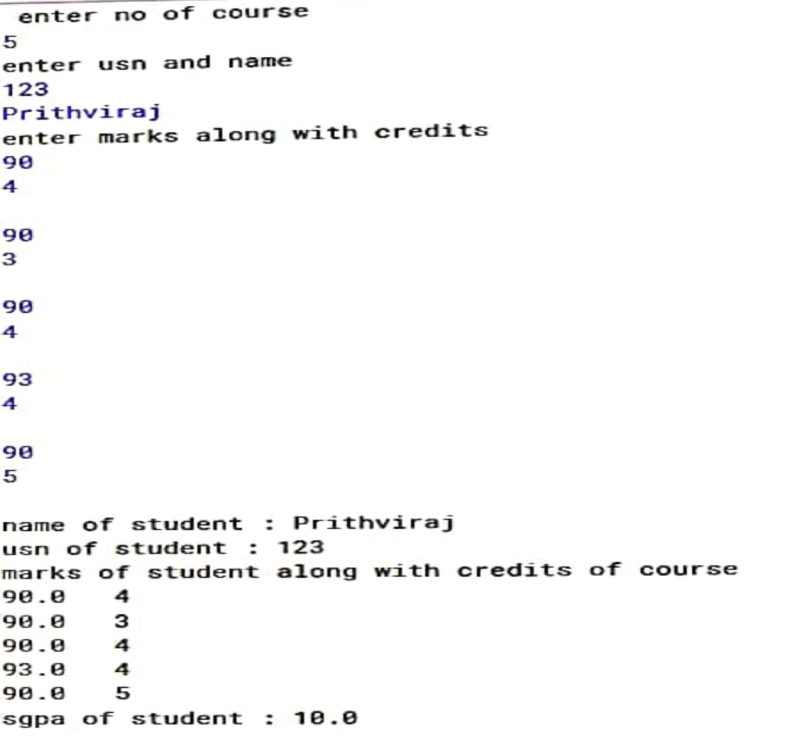 enter no of course
5
enter usn and name
123
Prithviraj
enter marks along with credits
90
4
90
3
90
4
93
4
90
5
name of student : Prithviraj
usn of student : 123
marks of student along with credits of course
90.0 4
90.0 3
90.0 4
93.0 4
90.0 5
sgpa of student : 10.0